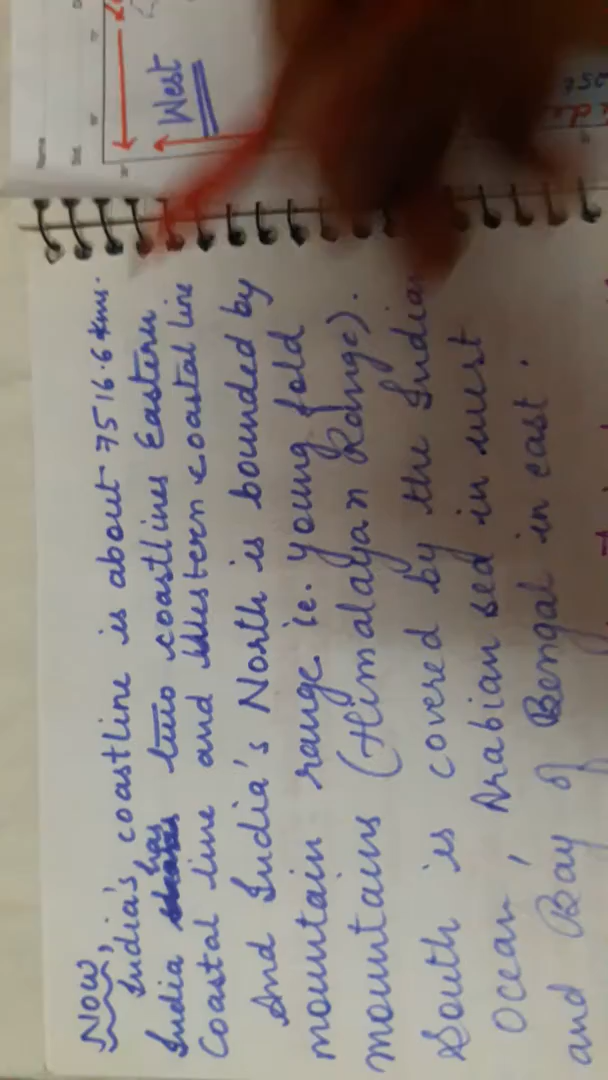 West
Now,
India's coastline is about 7516.6 kms.
India has two coastlines Eastern
Coastal line and Western coastal line
And India's North is bounded by
mountain range ie. young fold
mountains (Himalayan Range).
South is covered by the Indian
Ocean, Arabian sea in west
and Bay of Bengal in east.